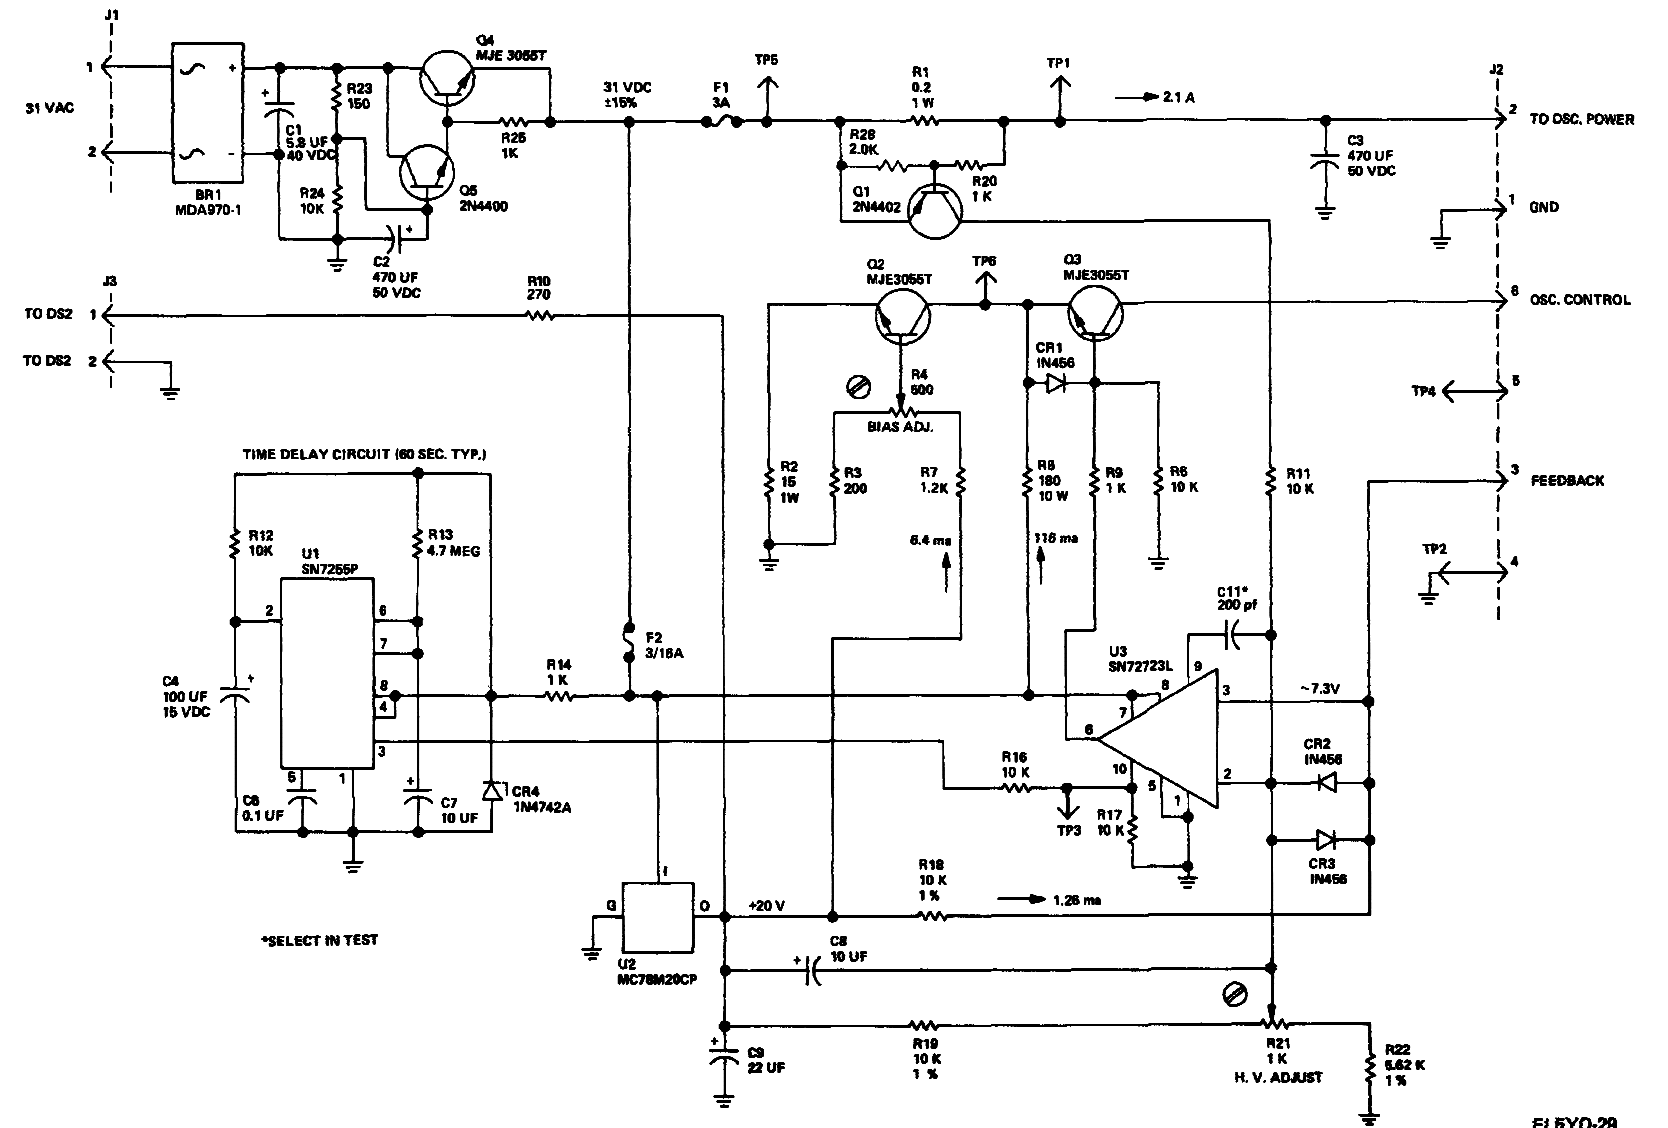 J1
1
31 VAC
2
+
-
BR1
MDA970-1
+
C1
5.8 UF
40 VDC
R23
150
R24
10K
Q4
MJE 3055T
R25
1K
Q5
2N4400
+
C2
470 UF
50 VDC
31 VDC
±15%
F1
3A
TP5
R1
0.2
1 W
TP1
2.1 A
R28
2.0K
R20
1 K
Q1
2N4402
C3
470 UF
50 VDC
J2
2 TO OSC. POWER
1 GND
6 OSC. CONTROL
TP4 5
3 FEEDBACK
TP2 4
J3
TO DS2 1
TO DS2 2
R10
270
Q2
MJE3055T
TP6
Q3
MJE3055T
CR1
IN456
R4
500
BIAS ADJ.
R2
15
1W
R3
200
R7
1.2K
R8
180
10 W
R9
1 K
R6
10 K
R11
10 K
6.4 ma
115 ma
TIME DELAY CIRCUIT (60 SEC. TYP.)
R12
10K
U1
SN7255P
R13
4.7 MEG
2
6
7
8
4
3
5
1
C4
100 UF
15 VDC
+
C6
0.1 UF
+
C7
10 UF
CR4
1N4742A
R14
1 K
F2
3/16A
C11*
200 pf
U3
SN72723L
9
8
7
6
3
2
10
5
1
~7.3V
CR2
IN456
CR3
IN456
R16
10 K
TP3
R17
10 K
I
G
O
+20 V
U2
MC78M20CP
R18
10 K
1 %
1.26 ma
C8
10 UF
+
*SELECT IN TEST
+
C9
22 UF
R19
10 K
1 %
R21
1 K
H. V. ADJUST
R22
5.62 K
1 %